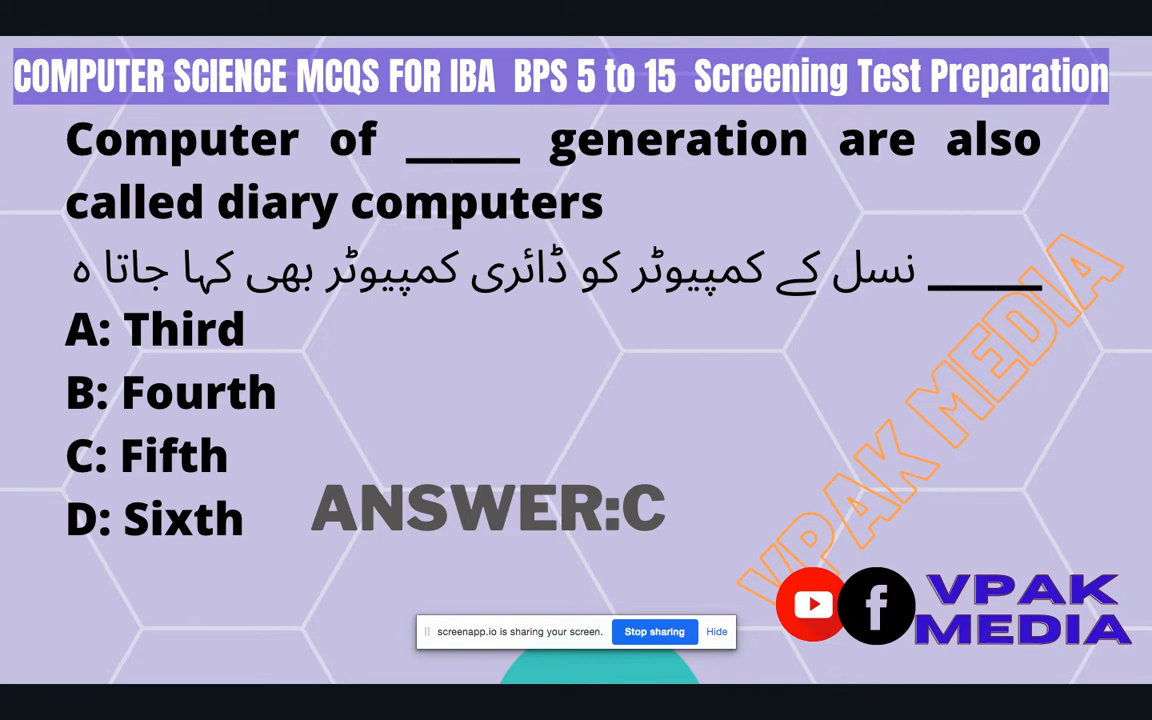 COMPUTER SCIENCE MCQS FOR IBA BPS 5 to 15 Screening Test Preparation
Computer of _____ generation are also
called diary computers
_____ نسل کے کمپیوٹر کو ڈائری کمپیوٹر بھی کہا جاتا ہ
A: Third
B: Fourth
C: Fifth
D: Sixth
ANSWER:C
VPAK MEDIA
screenapp.io is sharing your screen. Stop sharing Hide
VPAK
MEDIA